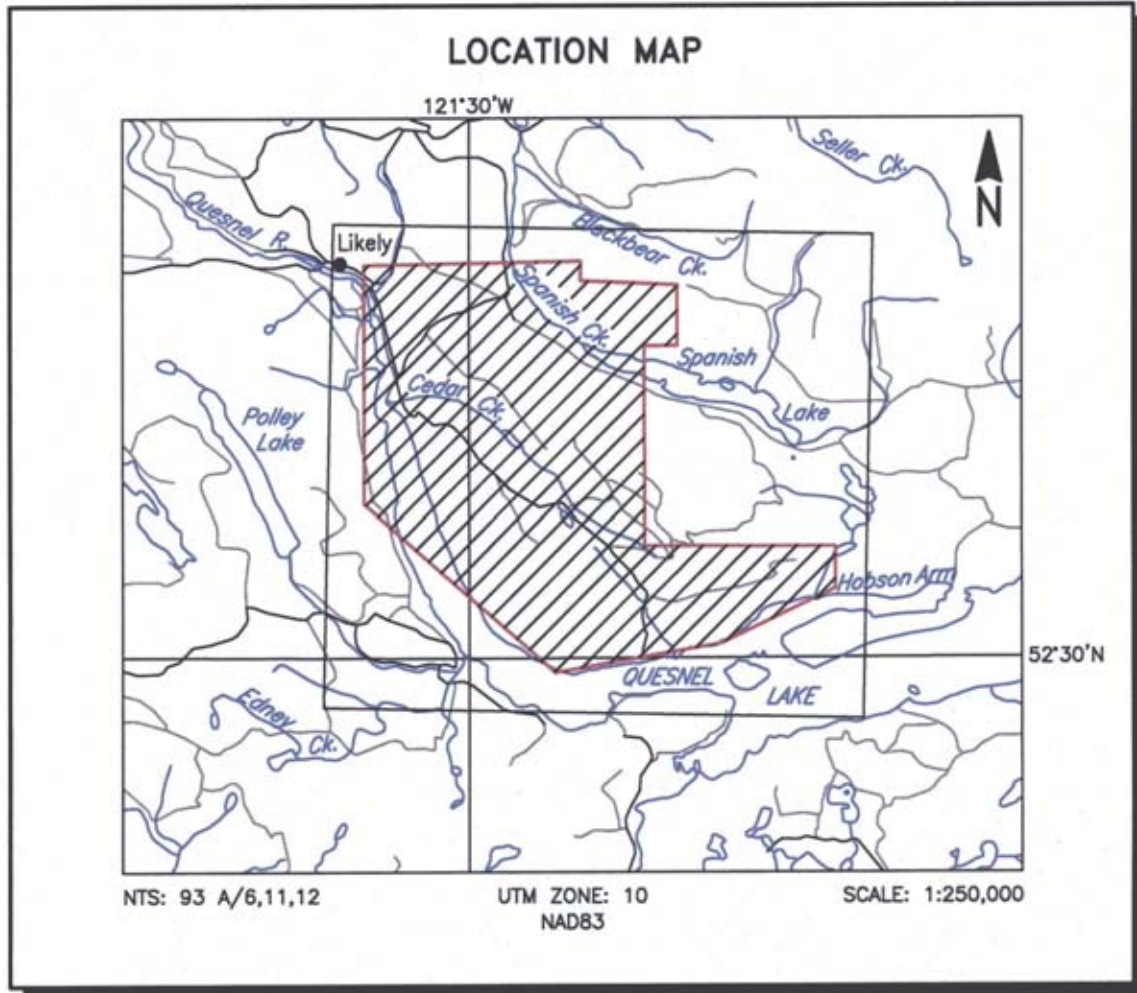 LOCATION MAP
121°30'W
Seller Ck.
N
Quesnel R.
Likely
Blackbear Ck.
Spanish Ck.
Spanish
Lake
Cedar Ck.
Polley
Lake
Hobson Arm
52°30'N
QUESNEL
LAKE
Edney
Ck.
NTS: 93 A/6,11,12
UTM ZONE: 10
SCALE: 1:250,000
NAD83